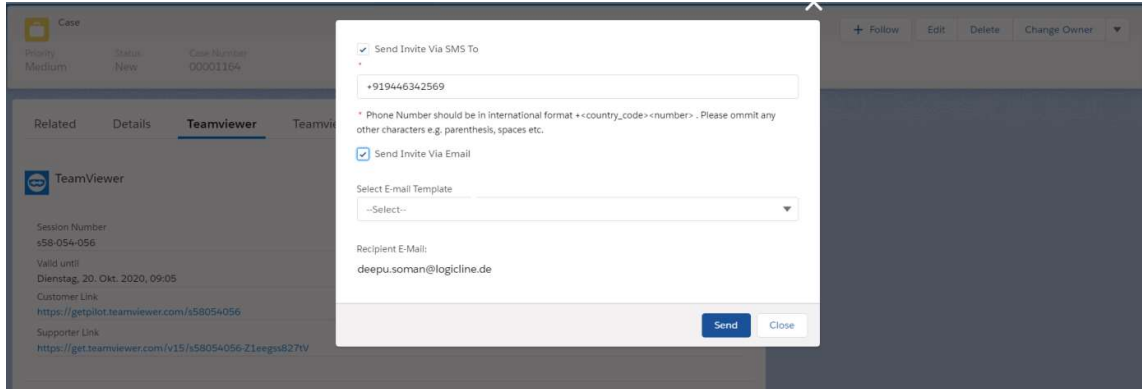 Case
+ Follow
Edit
Delete
Change Owner
Priority
Medium
Status
New
Case Number
00001164
Related
Details
Teamviewer
Teamvie
TeamViewer
Session Number
s58-054-056
Valid until
Dienstag, 20. Okt. 2020, 09:05
Customer Link
https://getpilot.teamviewer.com/s58054056
Supporter Link
https://get.teamviewer.com/v15/s58054056-Z1eegss827tV
Send Invite Via SMS To
*
+919446342569
* Phone Number should be in international format +<country_code><number> . Please ommit any
other characters e.g. parenthesis, spaces etc.
Send Invite Via Email
Select E-mail Template
--Select--
Recipient E-Mail:
deepu.soman@logicline.de
Send
Close